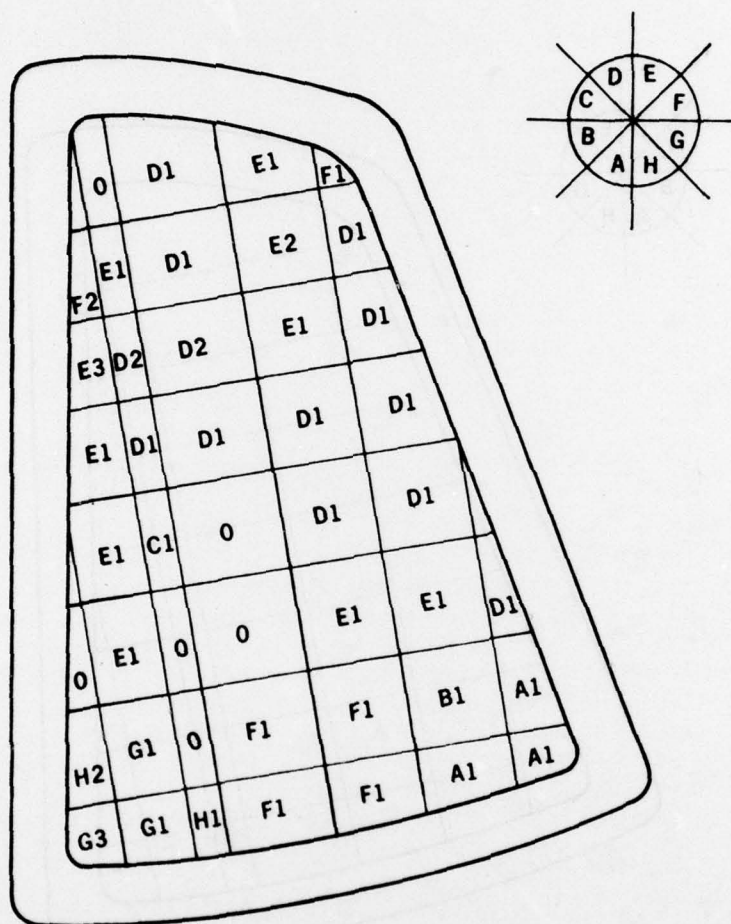 D E
C F
B G
A H
0 D1 E1 F1
F2 E1 D1 E2 D1
E3 D2 D2 E1 D1
E1 D1 D1 D1 D1
E1 C1 0 D1 D1
0 E1 0 0 E1 E1 D1
H2 G1 0 F1 F1 B1 A1
G3 G1 H1 F1 F1 A1 A1